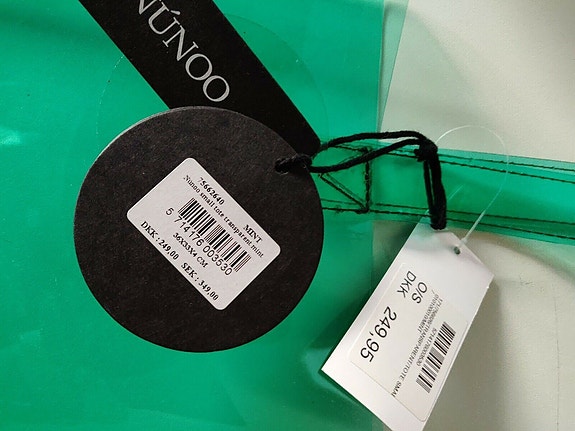 NÚNOO
75662640 MINT
Nunoo small tote transparent mint
5 714176 003530
36X33X4 CM
DKK : 249.00 SEK : 349.00
O/S
DKK 249,95